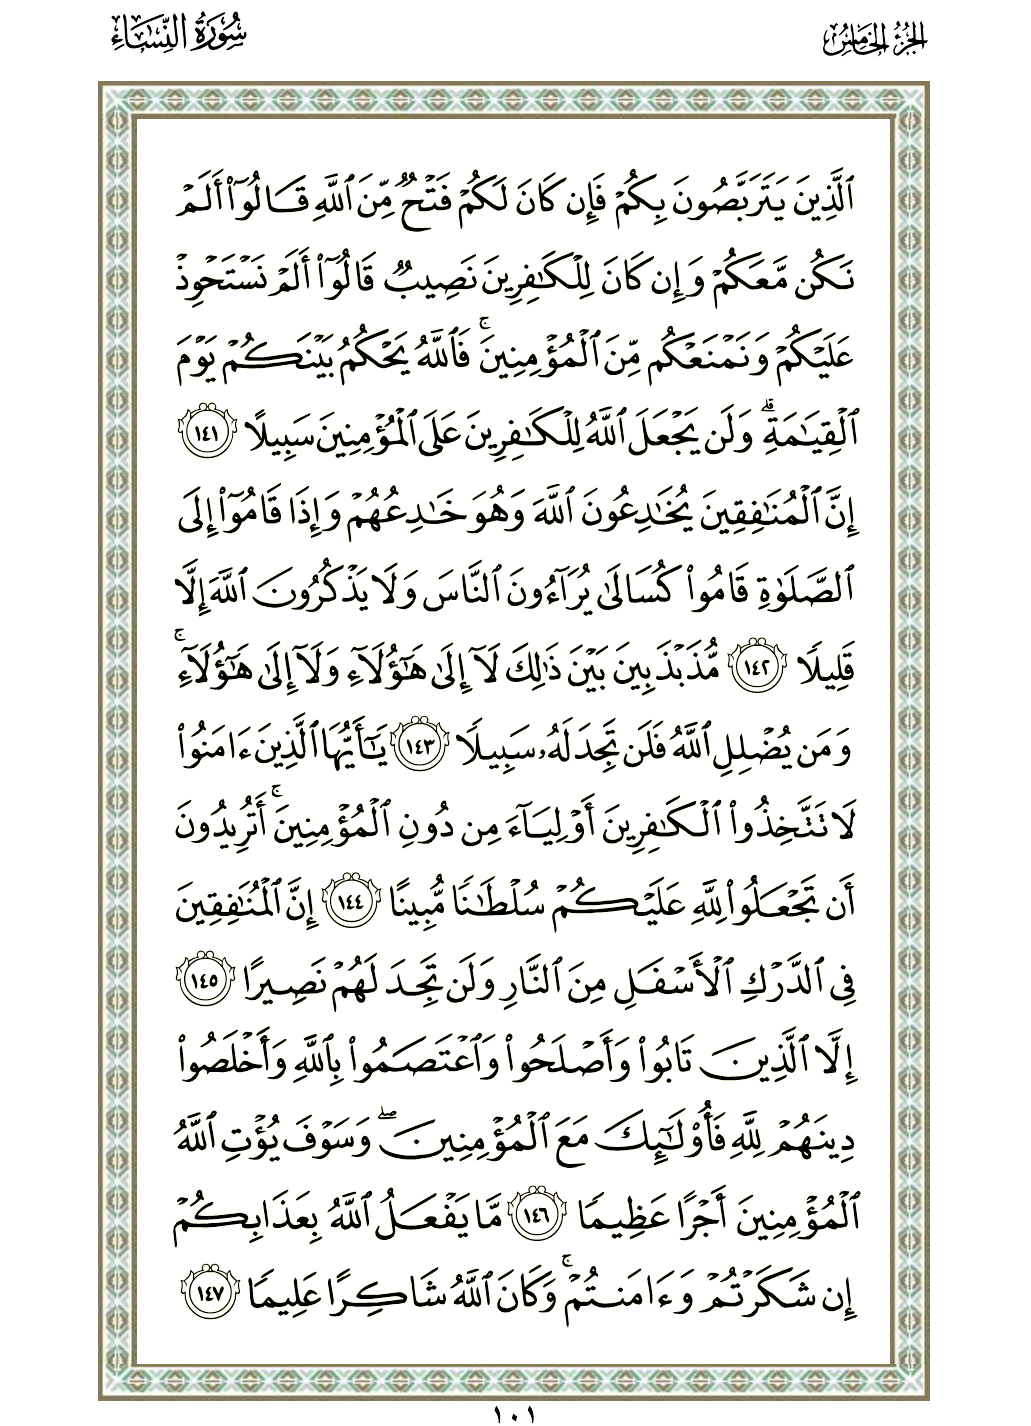 الجزء الخامس
سورة النساء
ٱلَّذِينَ يَتَرَبَّصُونَ بِكُمْ فَإِن كَانَ لَكُمْ فَتْحٌ مِّنَ ٱللَّهِ قَالُوٓا۟ أَلَمْ
نَكُن مَّعَكُمْ وَإِن كَانَ لِلْكَـٰفِرِينَ نَصِيبٌ قَالُوٓا۟ أَلَمْ نَسْتَحْوِذْ
عَلَيْكُمْ وَنَمْنَعْكُم مِّنَ ٱلْمُؤْمِنِينَ ۚ فَٱللَّهُ يَحْكُمُ بَيْنَكُمْ يَوْمَ
ٱلْقِيَـٰمَةِ ۗ وَلَن يَجْعَلَ ٱللَّهُ لِلْكَـٰفِرِينَ عَلَى ٱلْمُؤْمِنِينَ سَبِيلًا ١٤١
إِنَّ ٱلْمُنَـٰفِقِينَ يُخَـٰدِعُونَ ٱللَّهَ وَهُوَ خَـٰدِعُهُمْ وَإِذَا قَامُوٓا۟ إِلَى
ٱلصَّلَوٰةِ قَامُوا۟ كُسَالَىٰ يُرَآءُونَ ٱلنَّاسَ وَلَا يَذْكُرُونَ ٱللَّهَ إِلَّا
قَلِيلًا ١٤٢ مُّذَبْذَبِينَ بَيْنَ ذَٰلِكَ لَآ إِلَىٰ هَـٰٓؤُلَآءِ وَلَآ إِلَىٰ هَـٰٓؤُلَآءِ ۚ
وَمَن يُضْلِلِ ٱللَّهُ فَلَن تَجِدَ لَهُۥ سَبِيلًا ١٤٣ يَـٰٓأَيُّهَا ٱلَّذِينَ ءَامَنُوا۟
لَا تَتَّخِذُوا۟ ٱلْكَـٰفِرِينَ أَوْلِيَآءَ مِن دُونِ ٱلْمُؤْمِنِينَ ۚ أَتُرِيدُونَ
أَن تَجْعَلُوا۟ لِلَّهِ عَلَيْكُمْ سُلْطَـٰنًا مُّبِينًا ١٤٤ إِنَّ ٱلْمُنَـٰفِقِينَ
فِى ٱلدَّرْكِ ٱلْأَسْفَلِ مِنَ ٱلنَّارِ وَلَن تَجِدَ لَهُمْ نَصِيرًا ١٤٥
إِلَّا ٱلَّذِينَ تَابُوا۟ وَأَصْلَحُوا۟ وَٱعْتَصَمُوا۟ بِٱللَّهِ وَأَخْلَصُوا۟
دِينَهُمْ لِلَّهِ فَأُو۟لَـٰٓئِكَ مَعَ ٱلْمُؤْمِنِينَ ۖ وَسَوْفَ يُؤْتِ ٱللَّهُ
ٱلْمُؤْمِنِينَ أَجْرًا عَظِيمًا ١٤٦ مَّا يَفْعَلُ ٱللَّهُ بِعَذَابِكُمْ
إِن شَكَرْتُمْ وَءَامَنتُمْ ۚ وَكَانَ ٱللَّهُ شَاكِرًا عَلِيمًا ١٤٧
١٠١